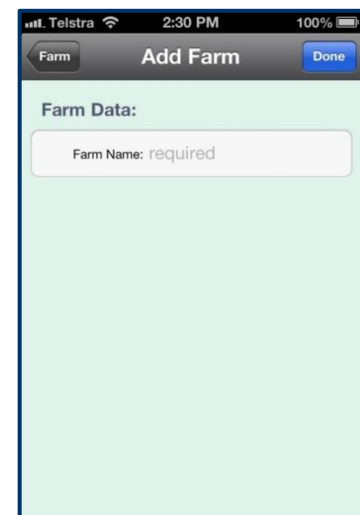 Telstra 2:30 PM 100%
Farm Add Farm Done
Farm Data:
Farm Name: required